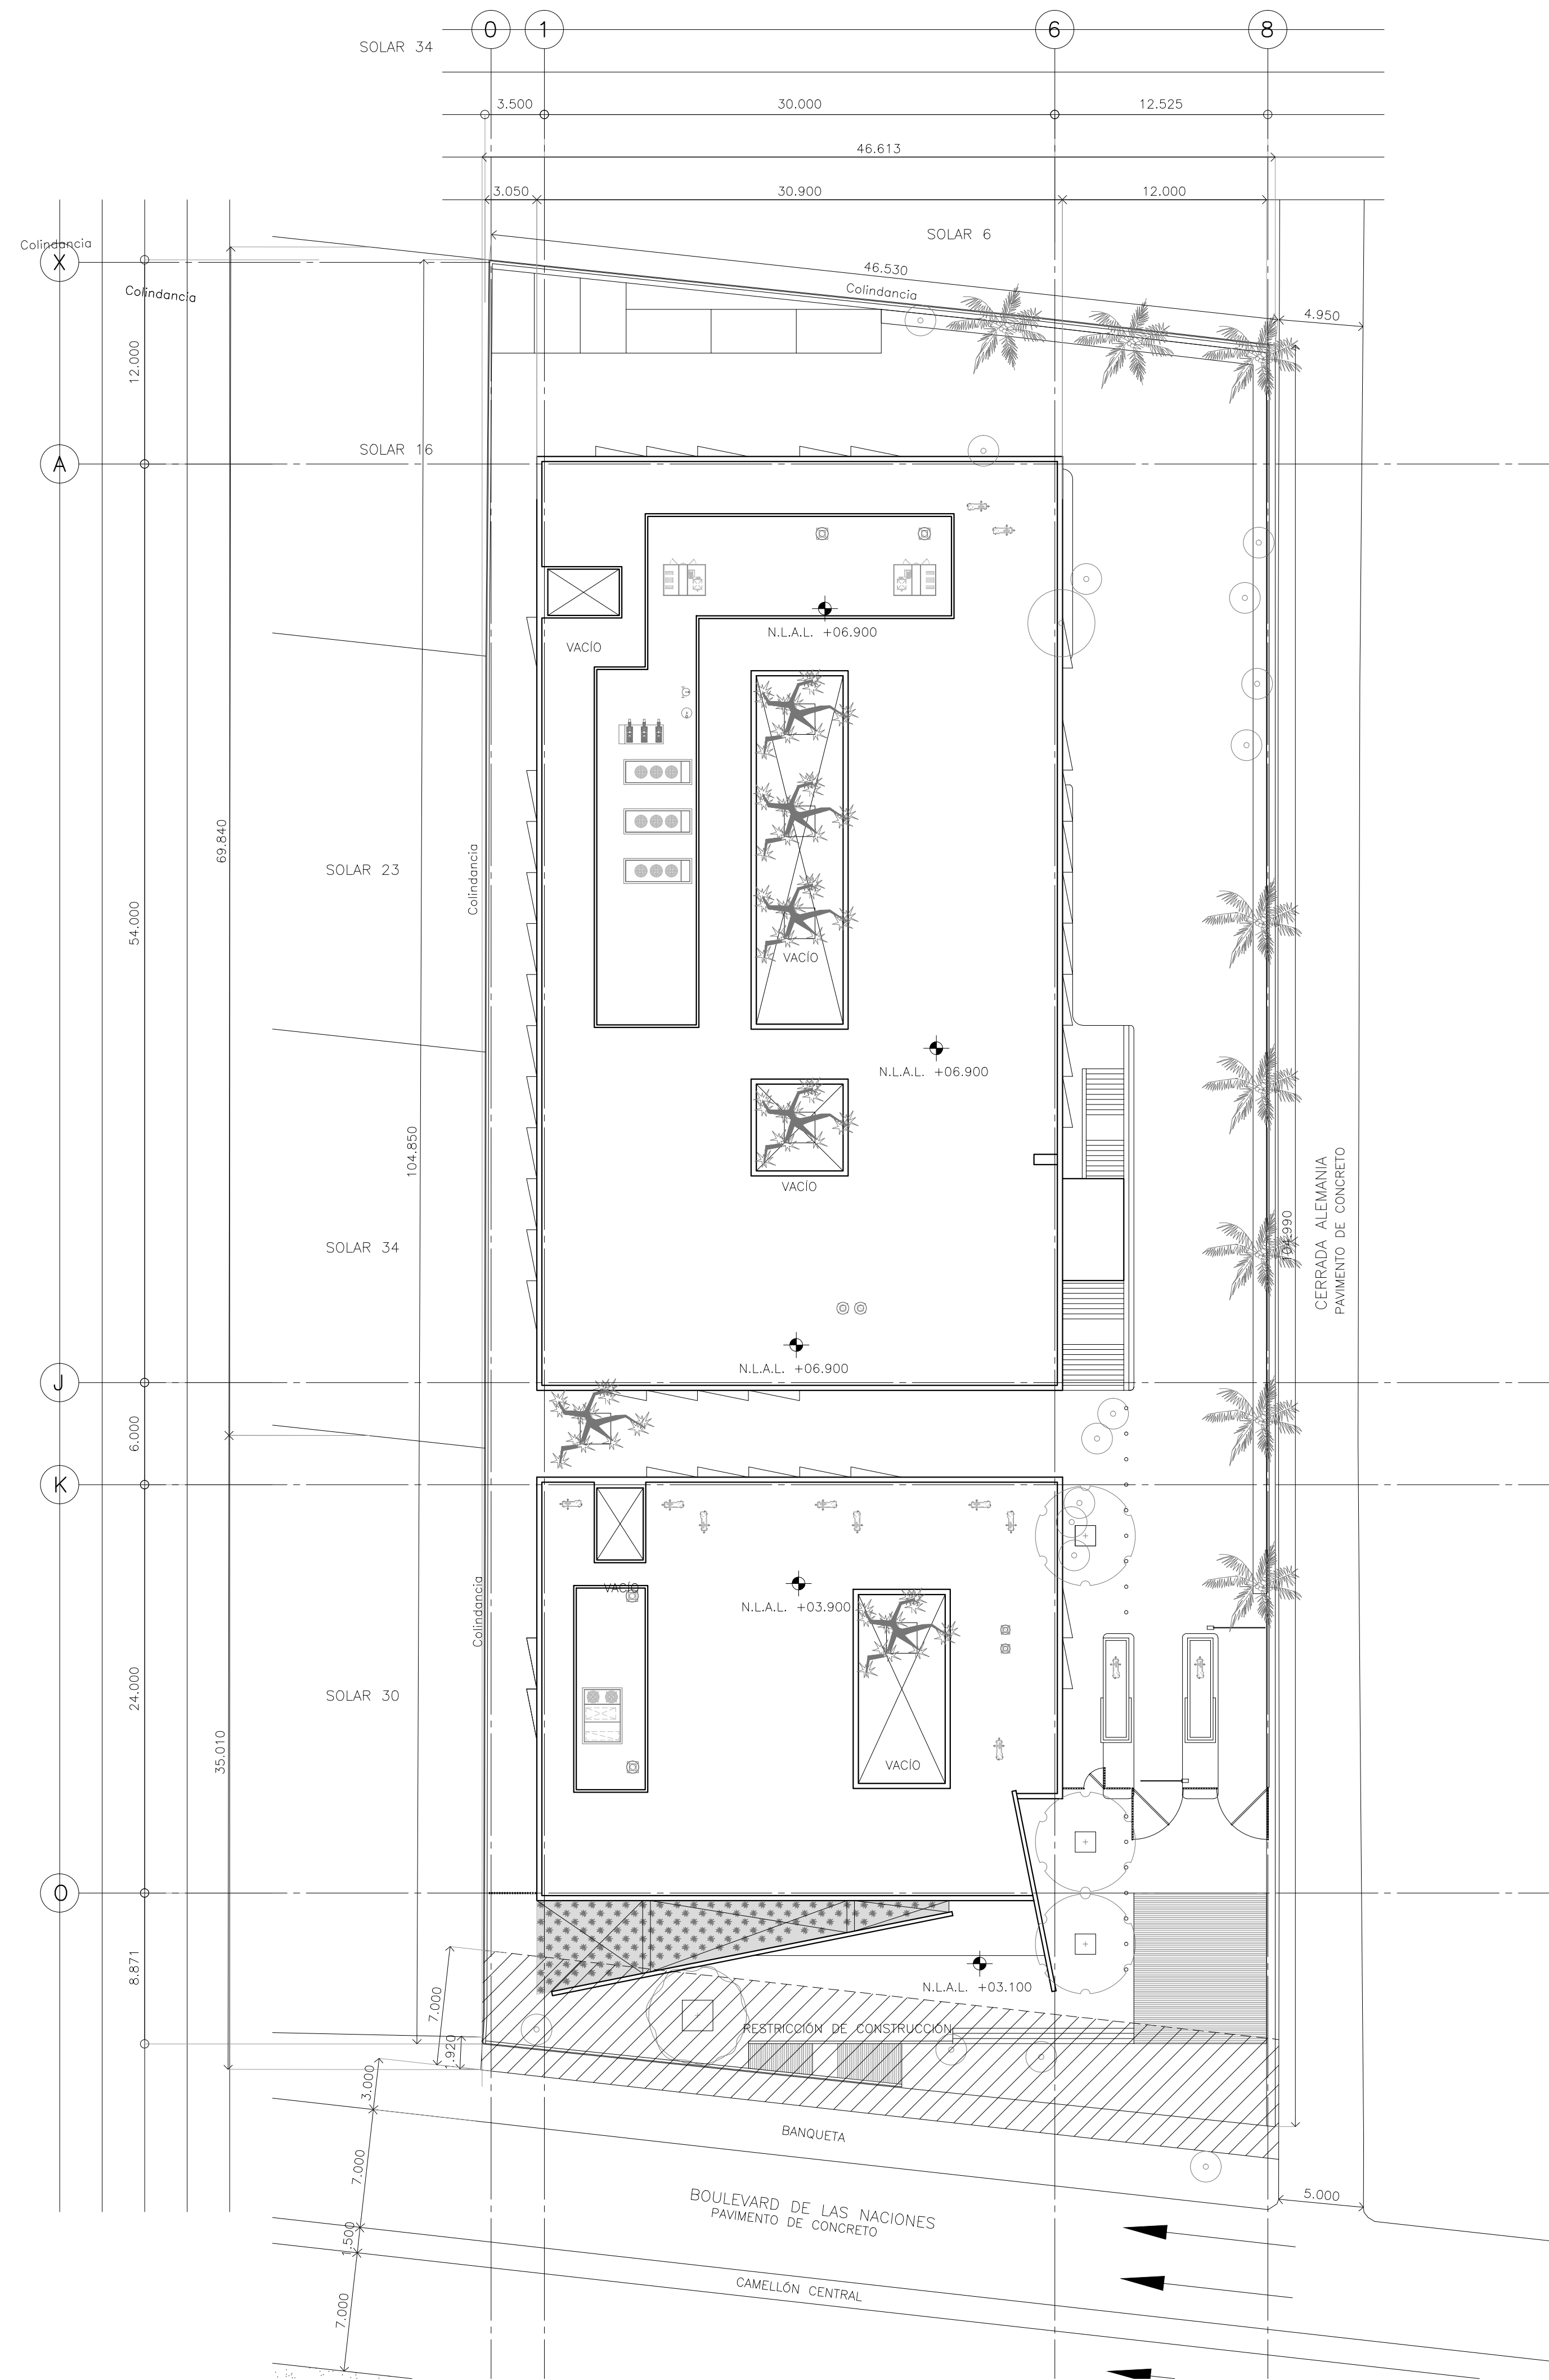 0
1
6
8
SOLAR 34
3.500
30.000
12.525
46.613
3.050
30.900
12.000
SOLAR 6
Colindancia
X
46.530
Colindancia
Colindancia
4.950
12.000
SOLAR 16
A
N.L.A.L. +06.900
VACÍO
69.840
Colindancia
SOLAR 23
54.000
VACÍO
N.L.A.L. +06.900
104.850
VACÍO
CERRADA ALEMANIA
PAVIMENTO DE CONCRETO
104.990
SOLAR 34
N.L.A.L. +06.900
J
6.000
K
VACÍO
N.L.A.L. +03.900
Colindancia
24.000
SOLAR 30
35.010
VACÍO
O
8.871
7.000
N.L.A.L. +03.100
RESTRICCIÓN DE CONSTRUCCIÓN
.920
3.000
BANQUETA
7.000
BOULEVARD DE LAS NACIONES
PAVIMENTO DE CONCRETO
5.000
1.500
CAMELLÓN CENTRAL
7.000